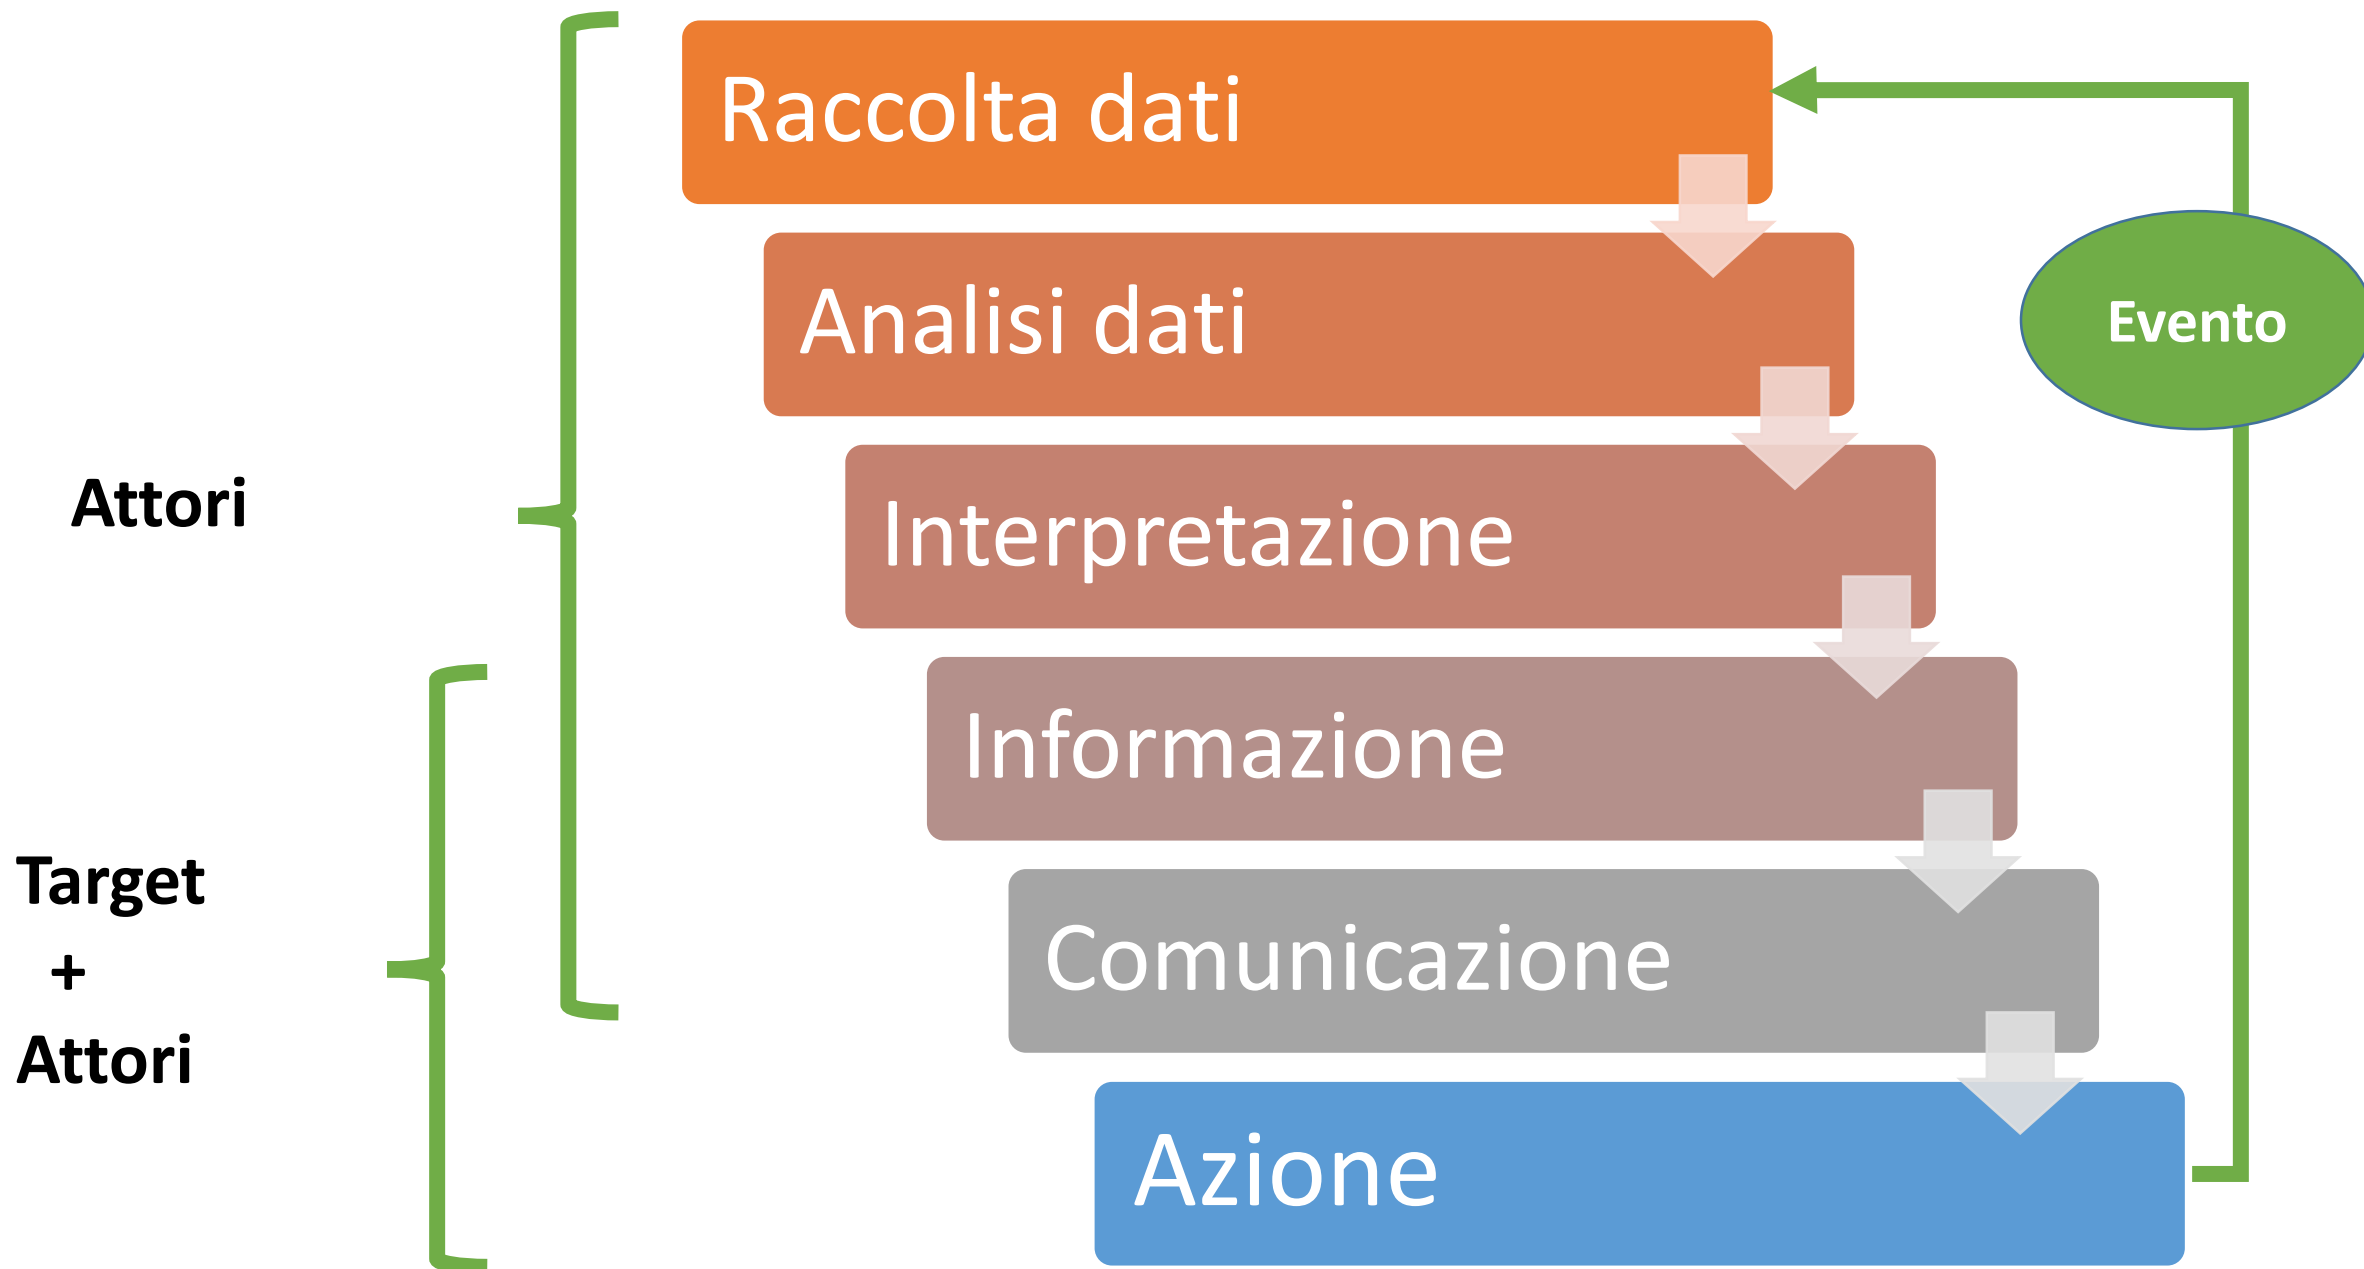 Raccolta dati
Analisi dati
Evento
Attori
Interpretazione
Informazione
Target
+
Attori
Comunicazione
Azione